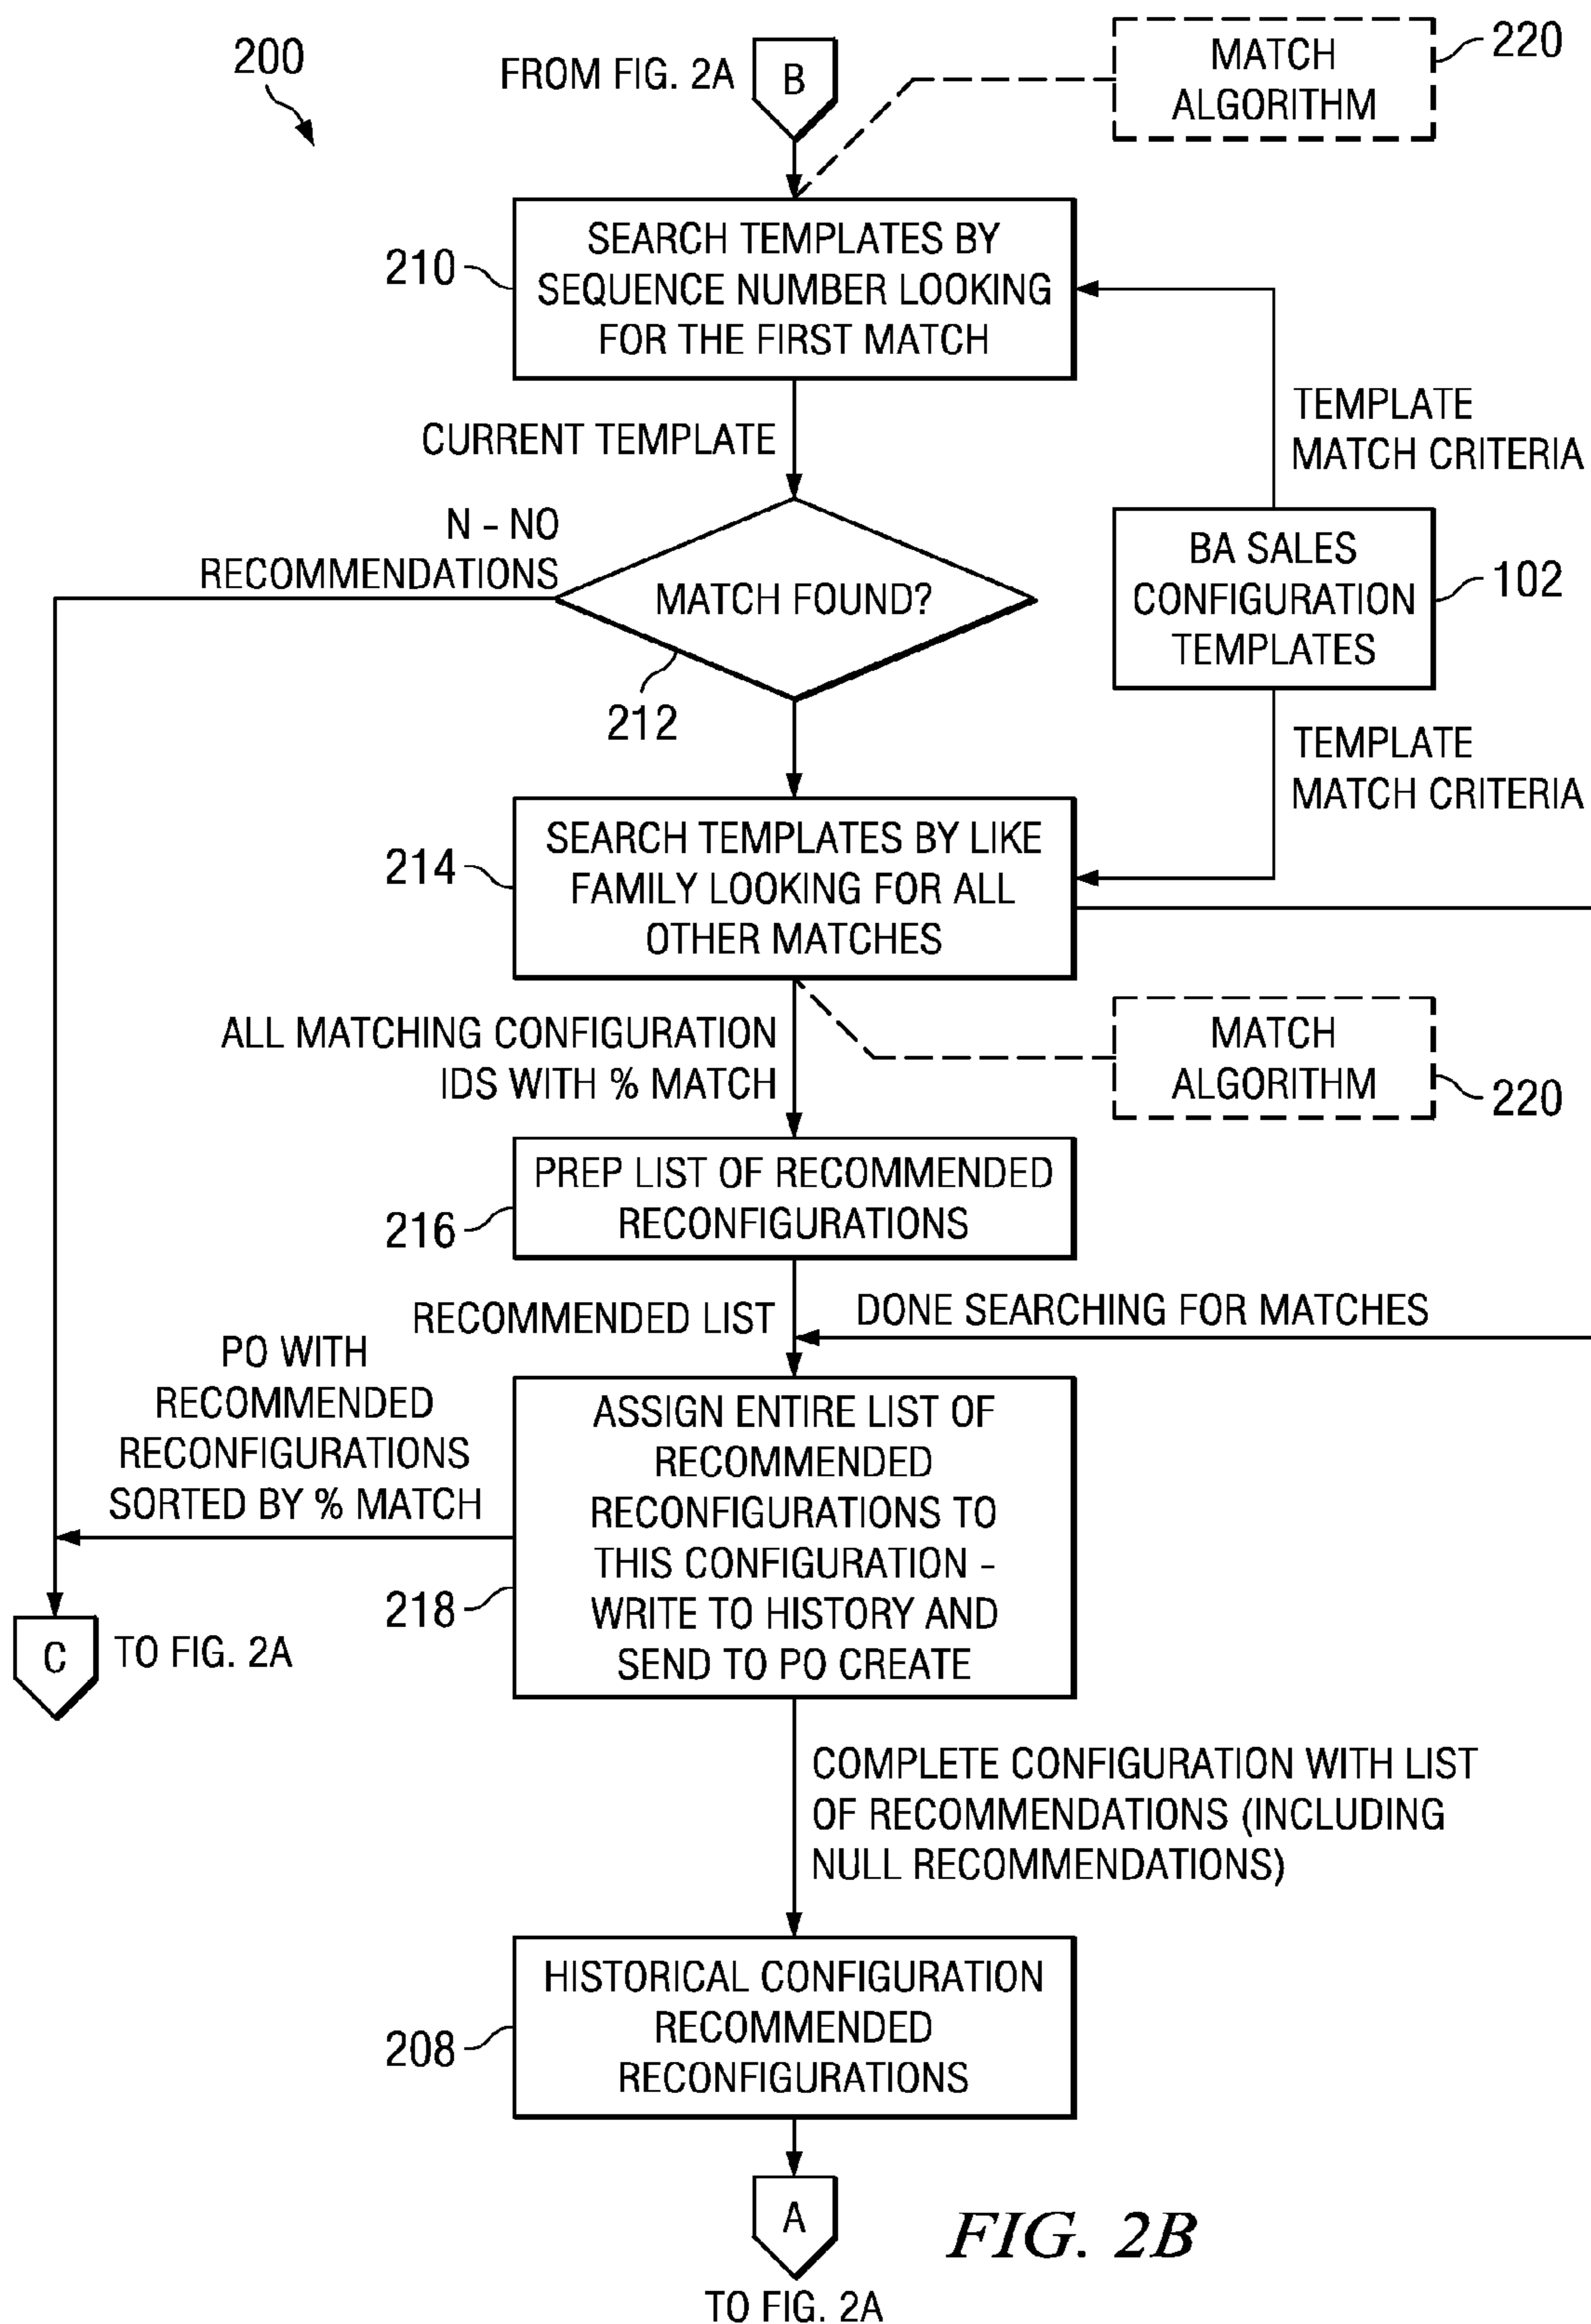 200
FROM FIG. 2A
B
MATCH
ALGORITHM
220
210
SEARCH TEMPLATES BY
SEQUENCE NUMBER LOOKING
FOR THE FIRST MATCH
TEMPLATE
MATCH CRITERIA
CURRENT TEMPLATE
N - NO
RECOMMENDATIONS
MATCH FOUND?
212
BA SALES
CONFIGURATION
TEMPLATES
102
TEMPLATE
MATCH CRITERIA
214
SEARCH TEMPLATES BY LIKE
FAMILY LOOKING FOR ALL
OTHER MATCHES
ALL MATCHING CONFIGURATION
IDS WITH % MATCH
MATCH
ALGORITHM
220
216
PREP LIST OF RECOMMENDED
RECONFIGURATIONS
RECOMMENDED LIST
DONE SEARCHING FOR MATCHES
PO WITH
RECOMMENDED
RECONFIGURATIONS
SORTED BY % MATCH
218
ASSIGN ENTIRE LIST OF
RECOMMENDED
RECONFIGURATIONS TO
THIS CONFIGURATION -
WRITE TO HISTORY AND
SEND TO PO CREATE
C
TO FIG. 2A
COMPLETE CONFIGURATION WITH LIST
OF RECOMMENDATIONS (INCLUDING
NULL RECOMMENDATIONS)
208
HISTORICAL CONFIGURATION
RECOMMENDED
RECONFIGURATIONS
A
TO FIG. 2A
FIG. 2B